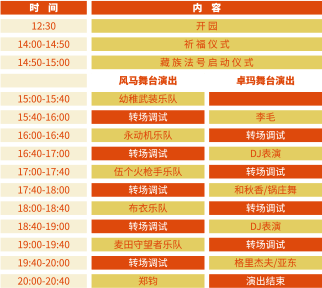 时 间 内 容
12:30 开 园
14:00-14:50 祈 福 仪 式
14:50-15:00 藏 族 法 号 启 动 仪 式
风马舞台演出 卓玛舞台演出
15:00-15:40 幼稚武装乐队
15:40-16:00 转场调试 李毛
16:00-16:40 永动机乐队 转场调试
16:40-17:00 转场调试 DJ表演
17:00-17:40 伍个火枪手乐队 转场调试
17:40-18:00 转场调试 和秋香/锅庄舞
18:00-18:40 布衣乐队 转场调试
18:40-19:00 转场调试 DJ表演
19:00-19:40 麦田守望者乐队 转场调试
19:40-20:00 转场调试 格里杰夫/亚东
20:00-20:40 郑钧 演出结束